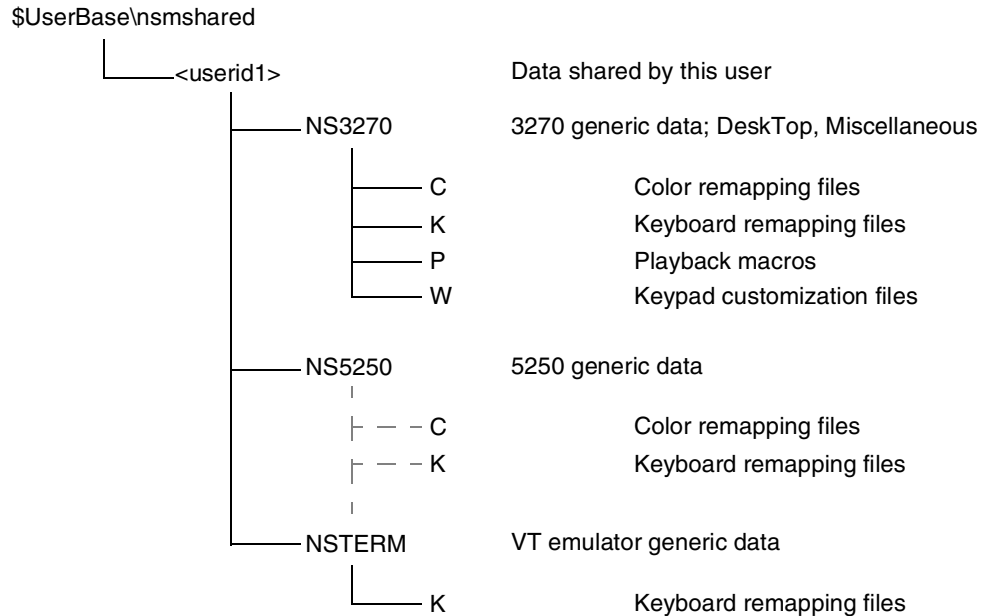 $UserBase\nsmshared
<userid1> Data shared by this user
NS3270 3270 generic data; DeskTop, Miscellaneous
C Color remapping files
K Keyboard remapping files
P Playback macros
W Keypad customization files
NS5250 5250 generic data
C Color remapping files
K Keyboard remapping files
NSTERM VT emulator generic data
K Keyboard remapping files